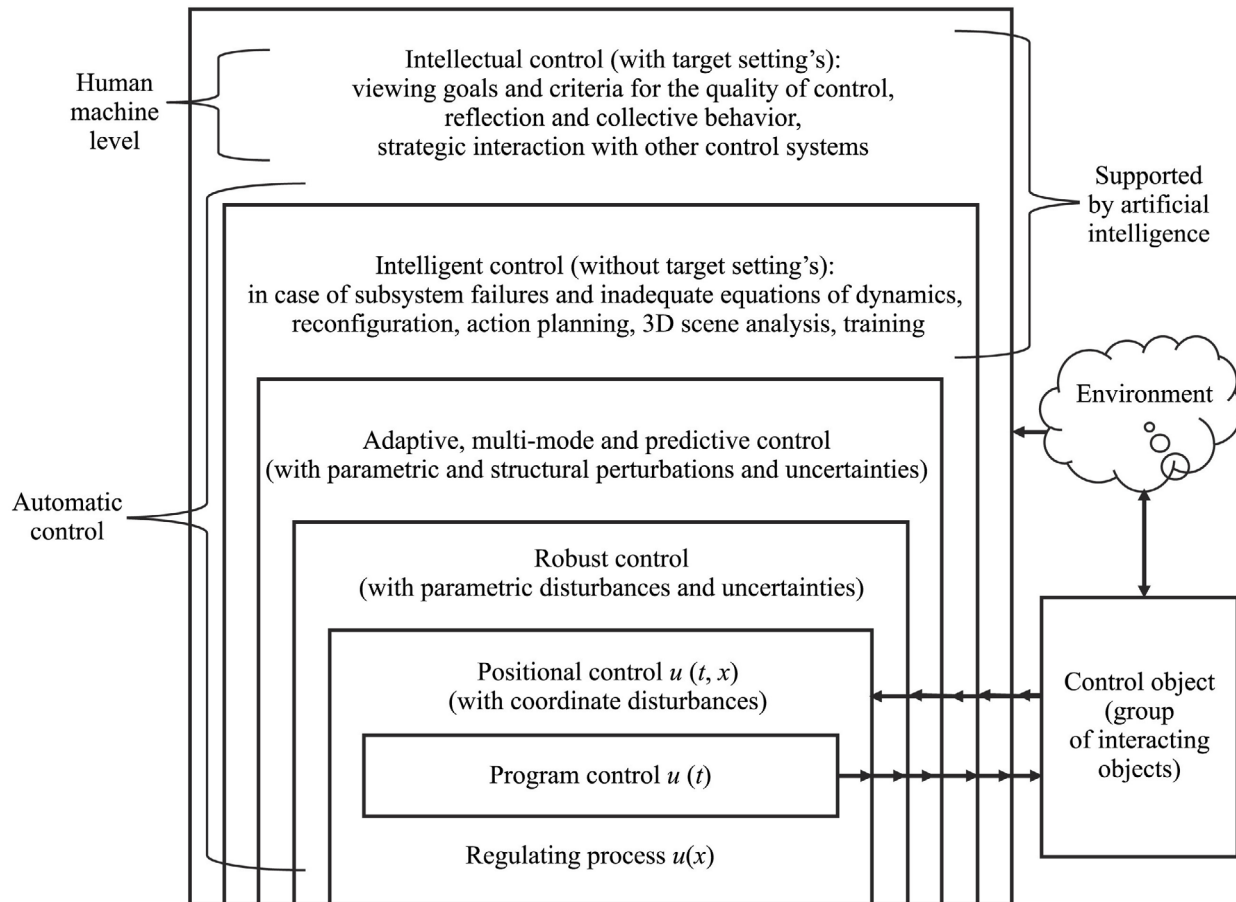 Human
machine
level
Intellectual control (with target setting's):
viewing goals and criteria for the quality of control,
reflection and collective behavior,
strategic interaction with other control systems
Supported
by artificial
intelligence
Intelligent control (without target setting's):
in case of subsystem failures and inadequate equations of dynamics,
reconfiguration, action planning, 3D scene analysis, training
Environment
Adaptive, multi-mode and predictive control
(with parametric and structural perturbations and uncertainties)
Automatic
control
Robust control
(with parametric disturbances and uncertainties)
Positional control u (t, x)
(with coordinate disturbances)
Control object
(group
of interacting
objects)
Program control u (t)
Regulating process u(x)